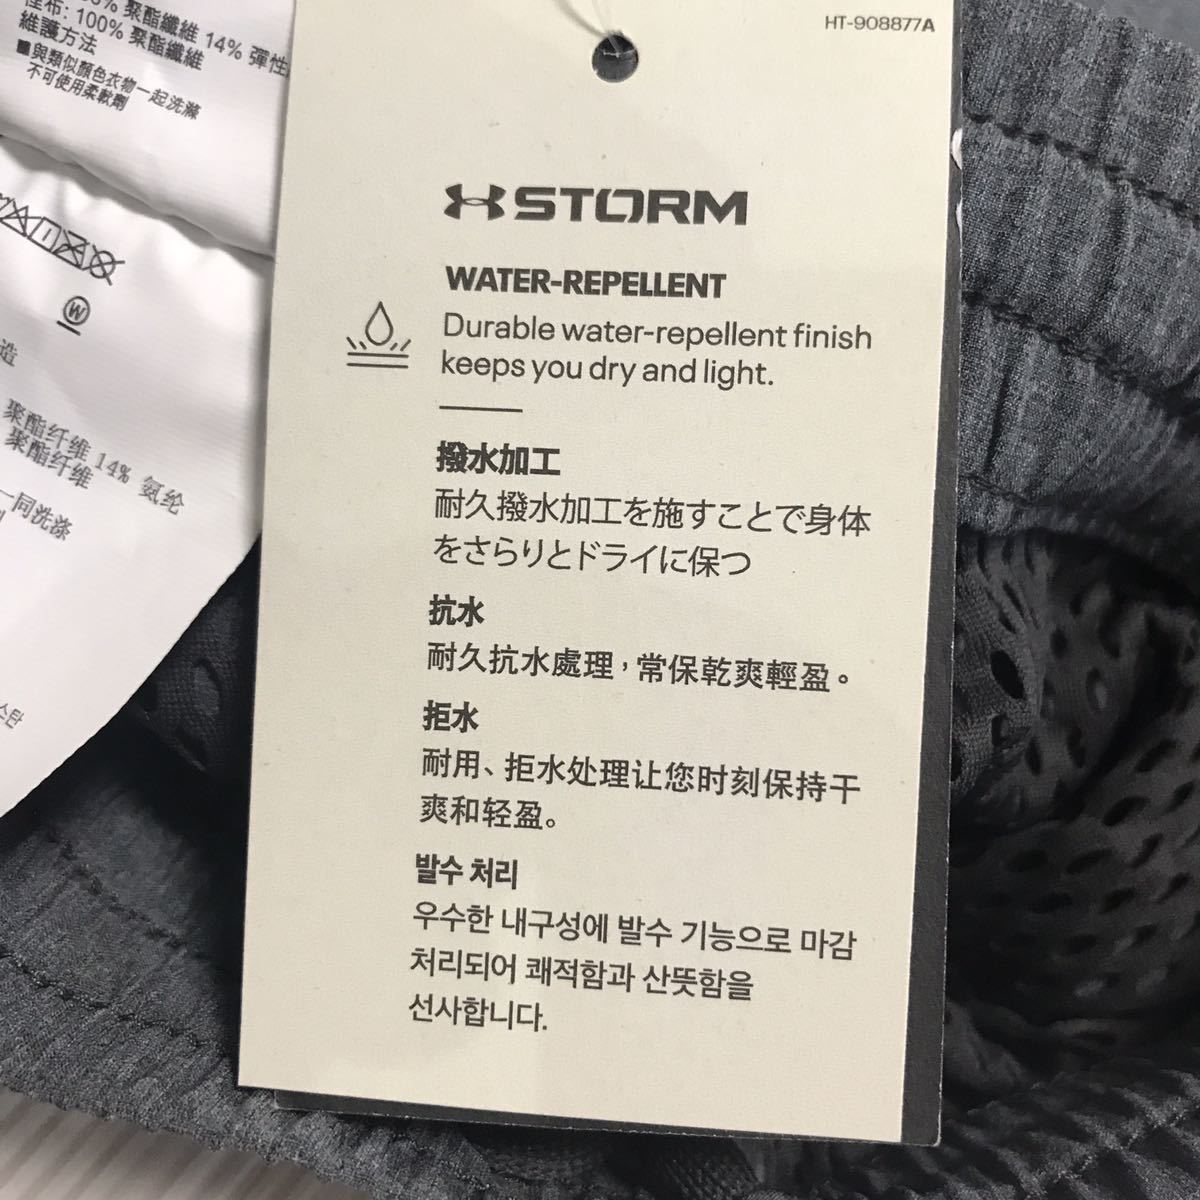 HT-908877A
STORM
WATER-REPELLENT
Durable water-repellent finish
keeps you dry and light.
撥水加工
耐久撥水加工を施すことで身体
をさらりとドライに保つ
抗水
耐久抗水處理，常保乾爽輕盈。
拒水
耐用、拒水处理让您时刻保持干
爽和轻盈。
발수 처리
우수한 내구성에 발수 기능으로 마감
처리되어 쾌적함과 산뜻함을
선사합니다.
聚酯纖維 14% 彈性
布: 100% 聚酯纖維
維護方法
■與類似顏色衣物一起洗滌
不可使用柔軟劑
W
造
聚酯纤维 14% 氨纶
聚酯纤维
一同洗涤
스탄